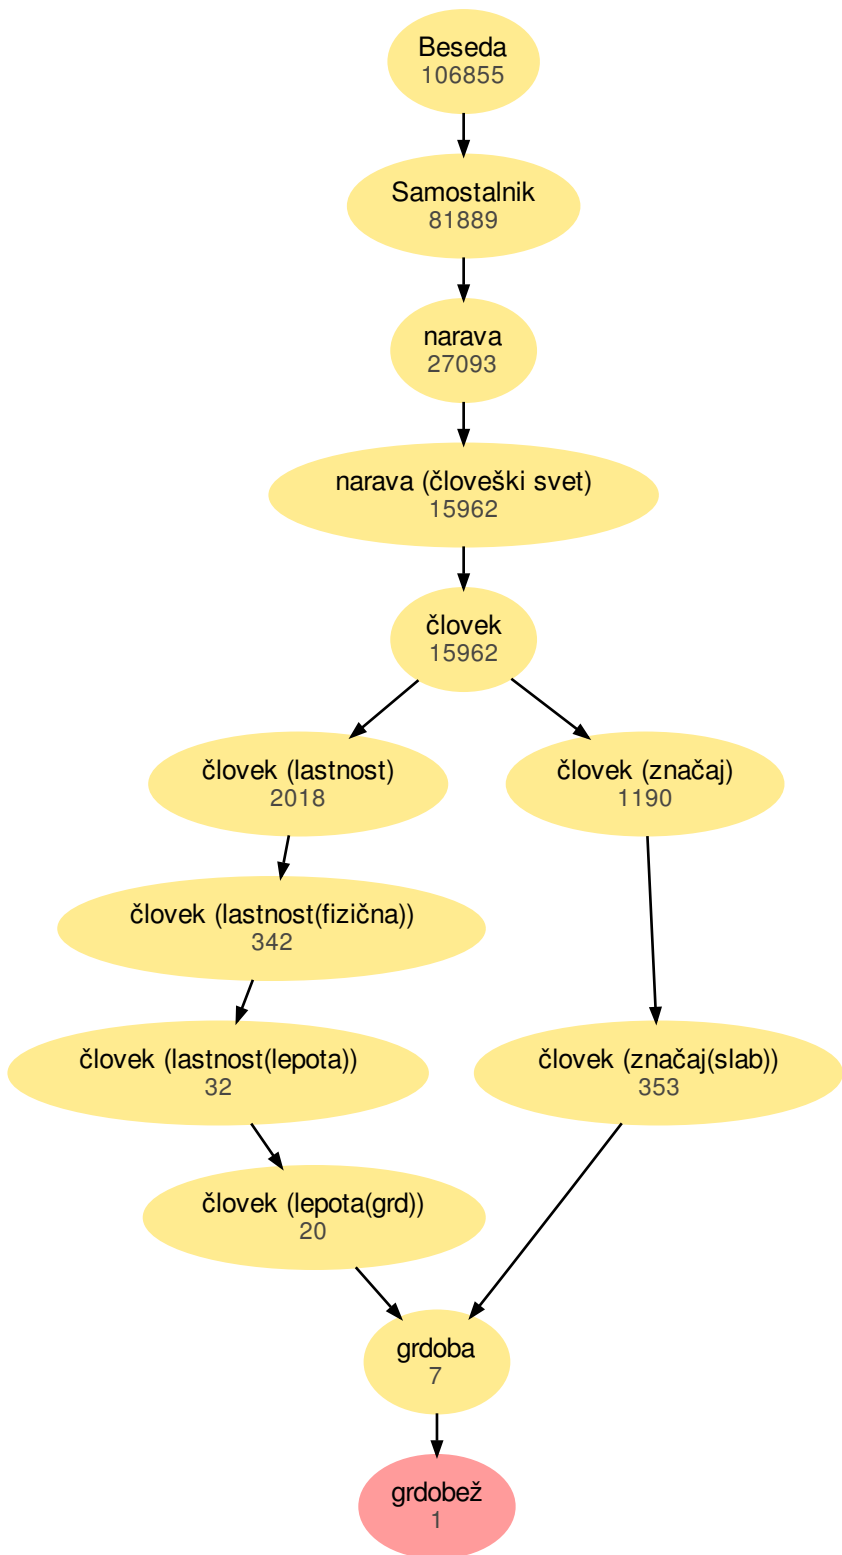 Beseda
106855
Samostalnik
81889
narava
27093
narava (človeški svet)
15962
človek
15962
človek (lastnost)
2018
človek (značaj)
1190
človek (lastnost(fizična))
342
človek (lastnost(lepota))
32
človek (značaj(slab))
353
človek (lepota(grd))
20
grdoba
7
grdobež
1